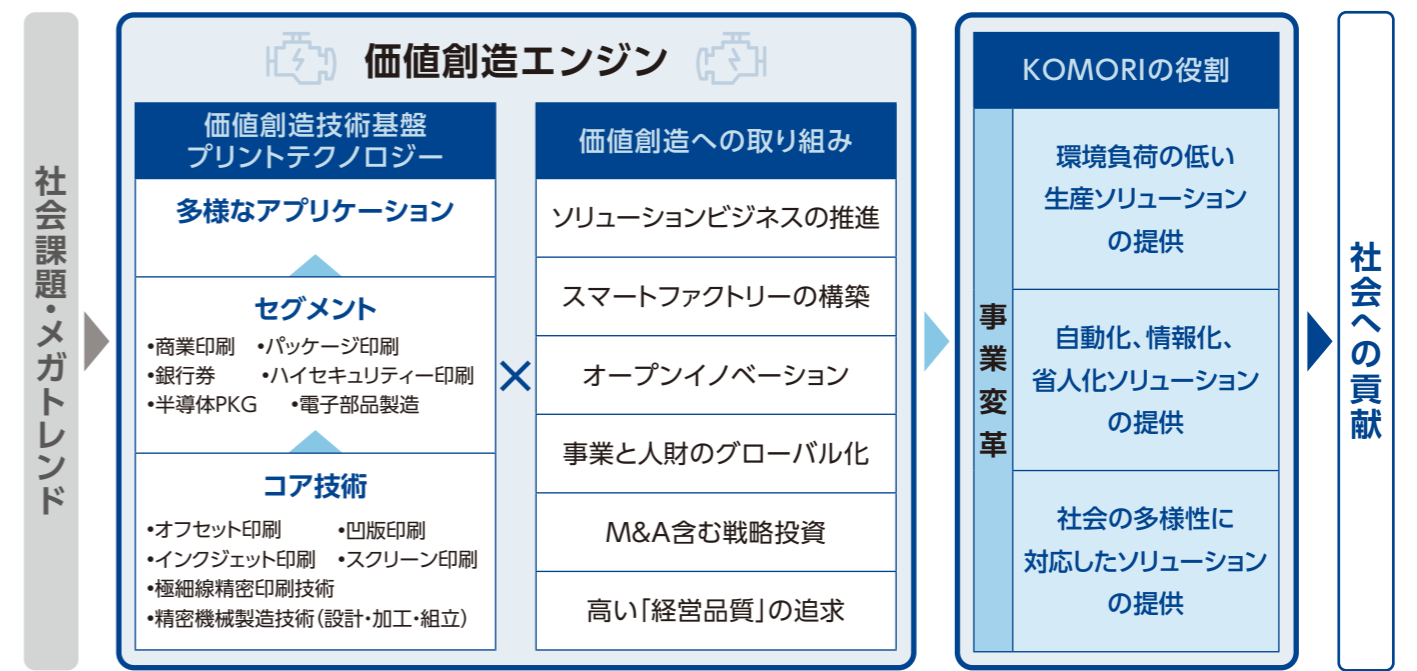 社会課題・メガトレンド
価値創造エンジン
価値創造技術基盤
プリントテクノロジー
多様なアプリケーション
セグメント
•商業印刷 •パッケージ印刷
•銀行券 •ハイセキュリティー印刷
•半導体PKG •電子部品製造
コア技術
•オフセット印刷 •凹版印刷
•インクジェット印刷 •スクリーン印刷
•極細線精密印刷技術
•精密機械製造技術（設計・加工・組立）
×
価値創造への取り組み
ソリューションビジネスの推進
スマートファクトリーの構築
オープンイノベーション
事業と人財のグローバル化
M&A含む戦略投資
高い「経営品質」の追求
KOMORIの役割
事業変革
環境負荷の低い
生産ソリューション
の提供
自動化、情報化、
省人化ソリューション
の提供
社会の多様性に
対応したソリューション
の提供
社会への貢献